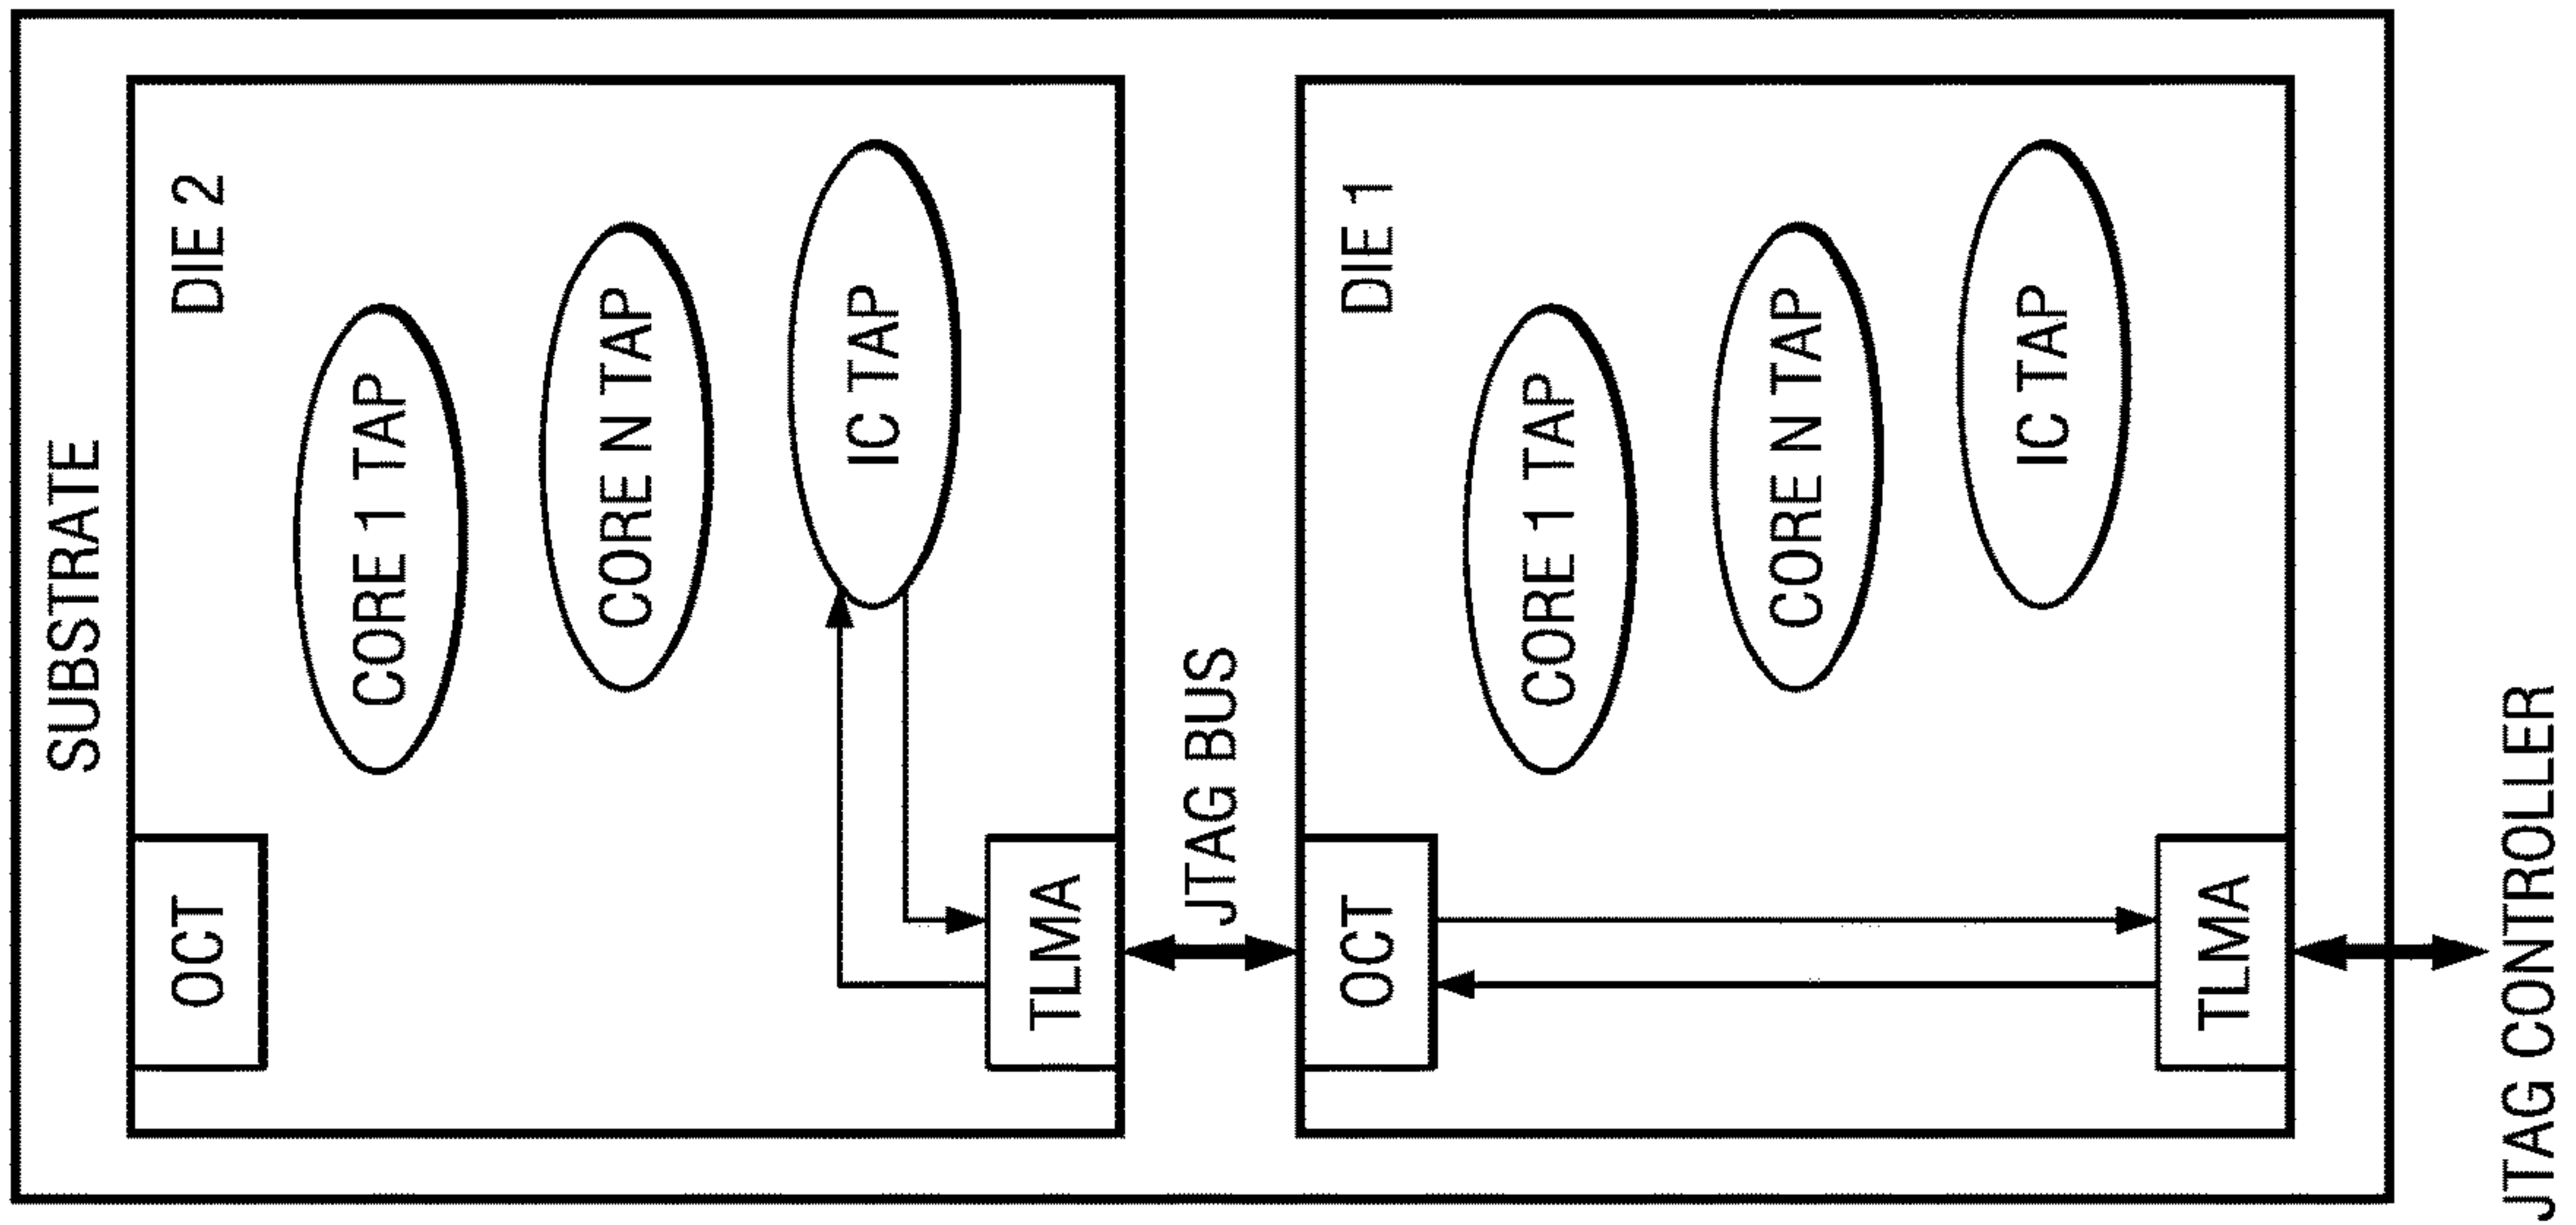 SUBSTRATE
DIE 2
CORE 1 TAP
CORE N TAP
IC TAP
OCT
TLMA
JTAG BUS
DIE 1
CORE 1 TAP
CORE N TAP
IC TAP
OCT
TLMA
JTAG CONTROLLER